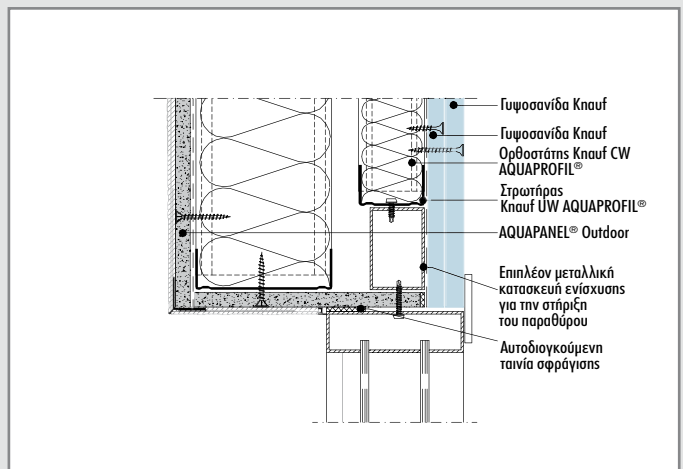 Γυψοσανίδα Knauf
Γυψοσανίδα Knauf
Ορθοστάτης Knauf CW
AQUAPROFIL®
Στρωτήρας
Knauf UW AQUAPROFIL®
AQUAPANEL® Outdoor
Επιπλέον μεταλλική
κατασκευή ενίσχυσης
για την στήριξη
του παραθύρου
Αυτοδιογκούμενη
ταινία σφράγισης